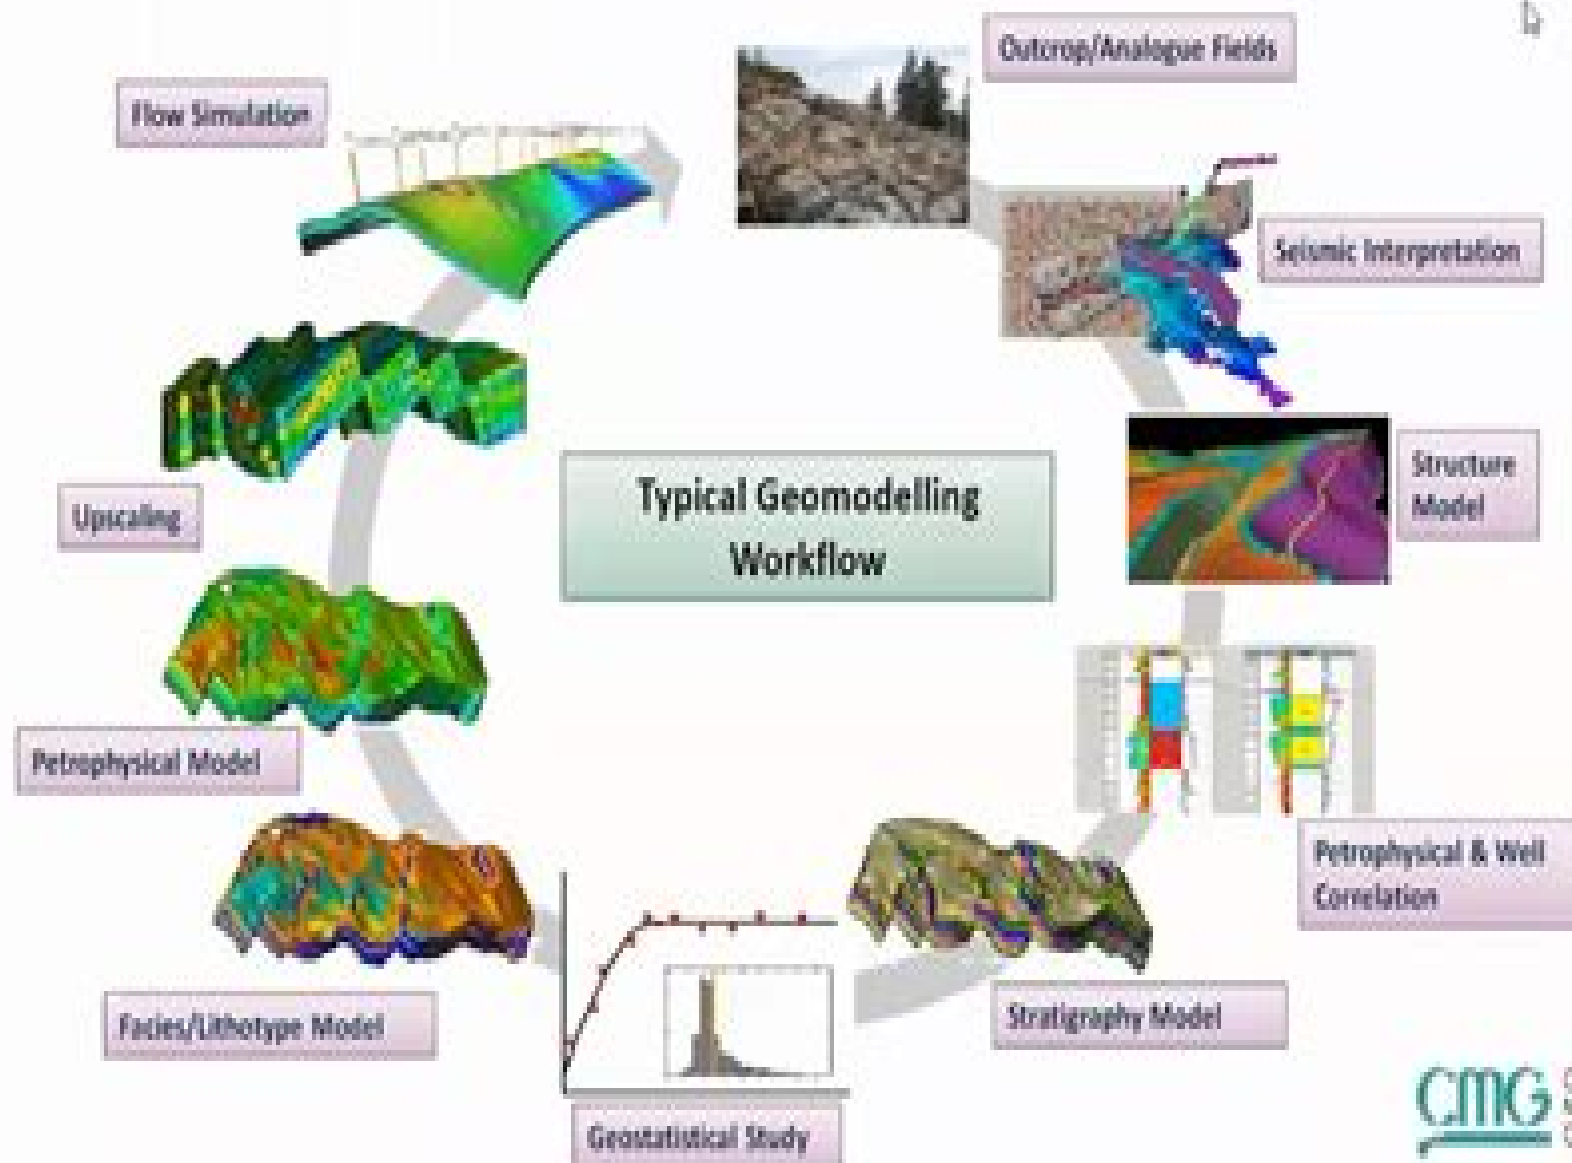 Outcrop/Analogue Fields
Flow Simulation
Seismic Interpretation
Structure
Model
Typical Geomodelling
Workflow
Upscaling
Petrophysical Model
Petrophysical & Well
Correlation
Stratigraphy Model
Facies/Lithotype Model
Geostatistical Study
CMG